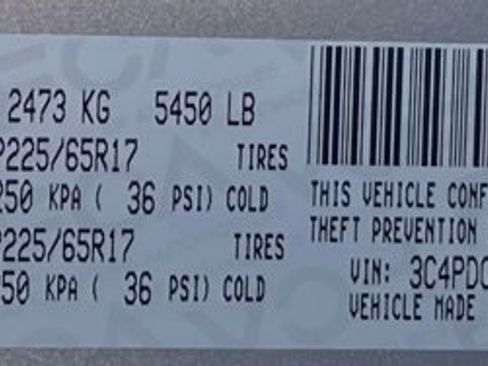 2473 KG 5450 LB
P225/65R17 TIRES
250 KPA ( 36 PSI) COLD
P225/65R17 TIRES
250 KPA ( 36 PSI) COLD
THIS VEHICLE CONF
THEFT PREVENTION
VIN: 3C4PDC
VEHICLE MADE